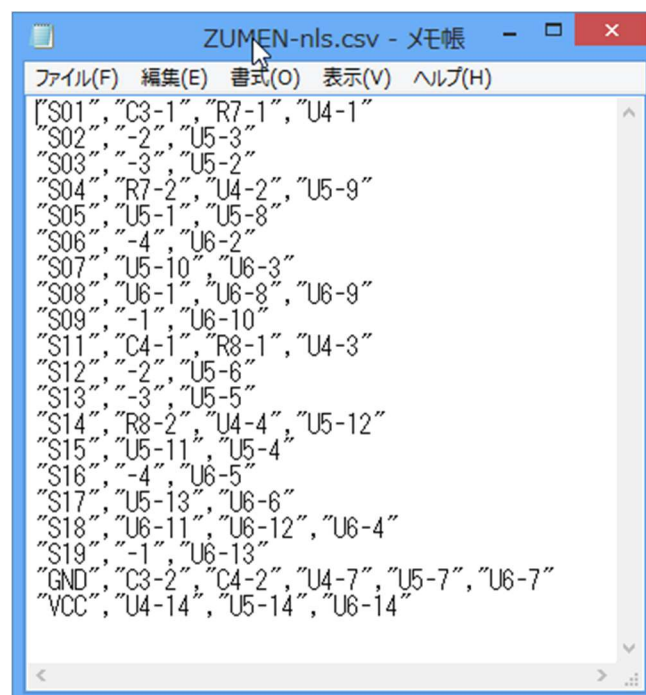 ZUMEN-nls.csv - メモ帳
ファイル(F) 編集(E) 書式(O) 表示(V) ヘルプ(H)
"S01","C3-1","R7-1","U4-1"
"S02","-2","U5-3"
"S03","-3","U5-2"
"S04","R7-2","U4-2","U5-9"
"S05","U5-1","U5-8"
"S06","-4","U6-2"
"S07","U5-10","U6-3"
"S08","U6-1","U6-8","U6-9"
"S09","-1","U6-10"
"S11","C4-1","R8-1","U4-3"
"S12","-2","U5-6"
"S13","-3","U5-5"
"S14","R8-2","U4-4","U5-12"
"S15","U5-11","U5-4"
"S16","-4","U6-5"
"S17","U5-13","U6-6"
"S18","U6-11","U6-12","U6-4"
"S19","-1","U6-13"
"GND","C3-2","C4-2","U4-7","U5-7","U6-7"
"VCC","U4-14","U5-14","U6-14"